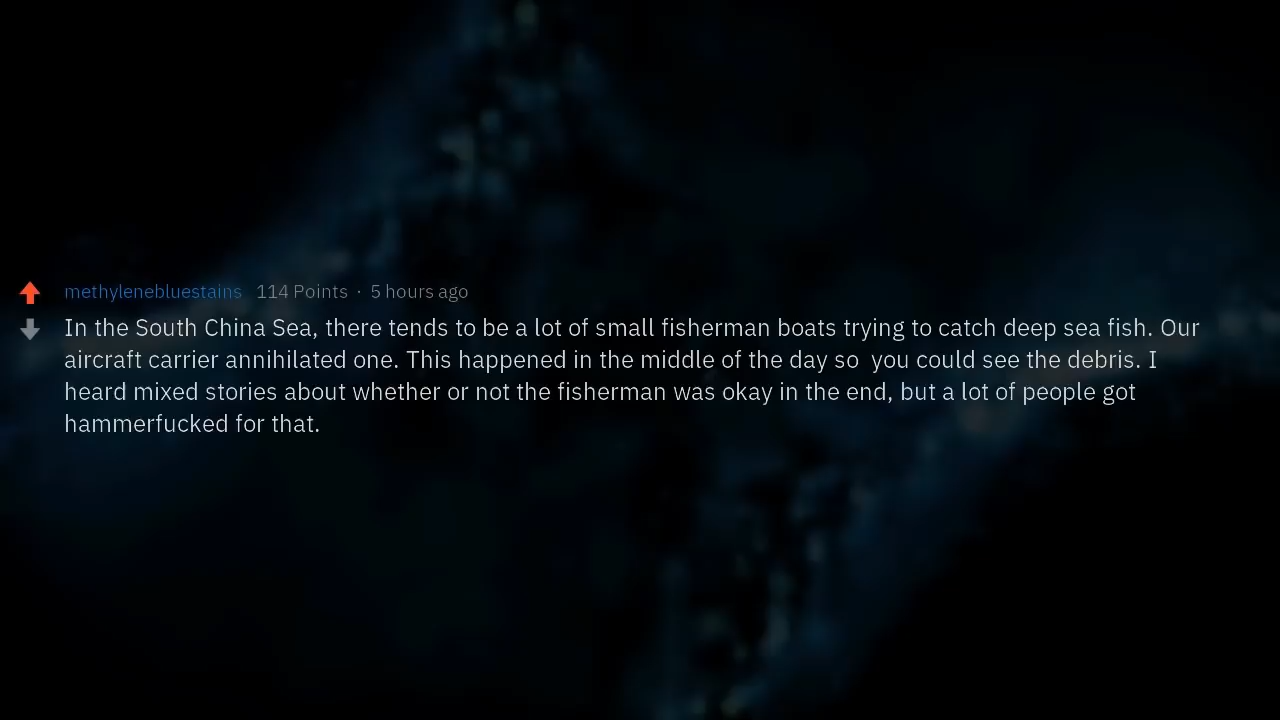 methylenebluestains 114 Points · 5 hours ago
In the South China Sea, there tends to be a lot of small fisherman boats trying to catch deep sea fish. Our
aircraft carrier annihilated one. This happened in the middle of the day so  you could see the debris. I
heard mixed stories about whether or not the fisherman was okay in the end, but a lot of people got
hammerfucked for that.